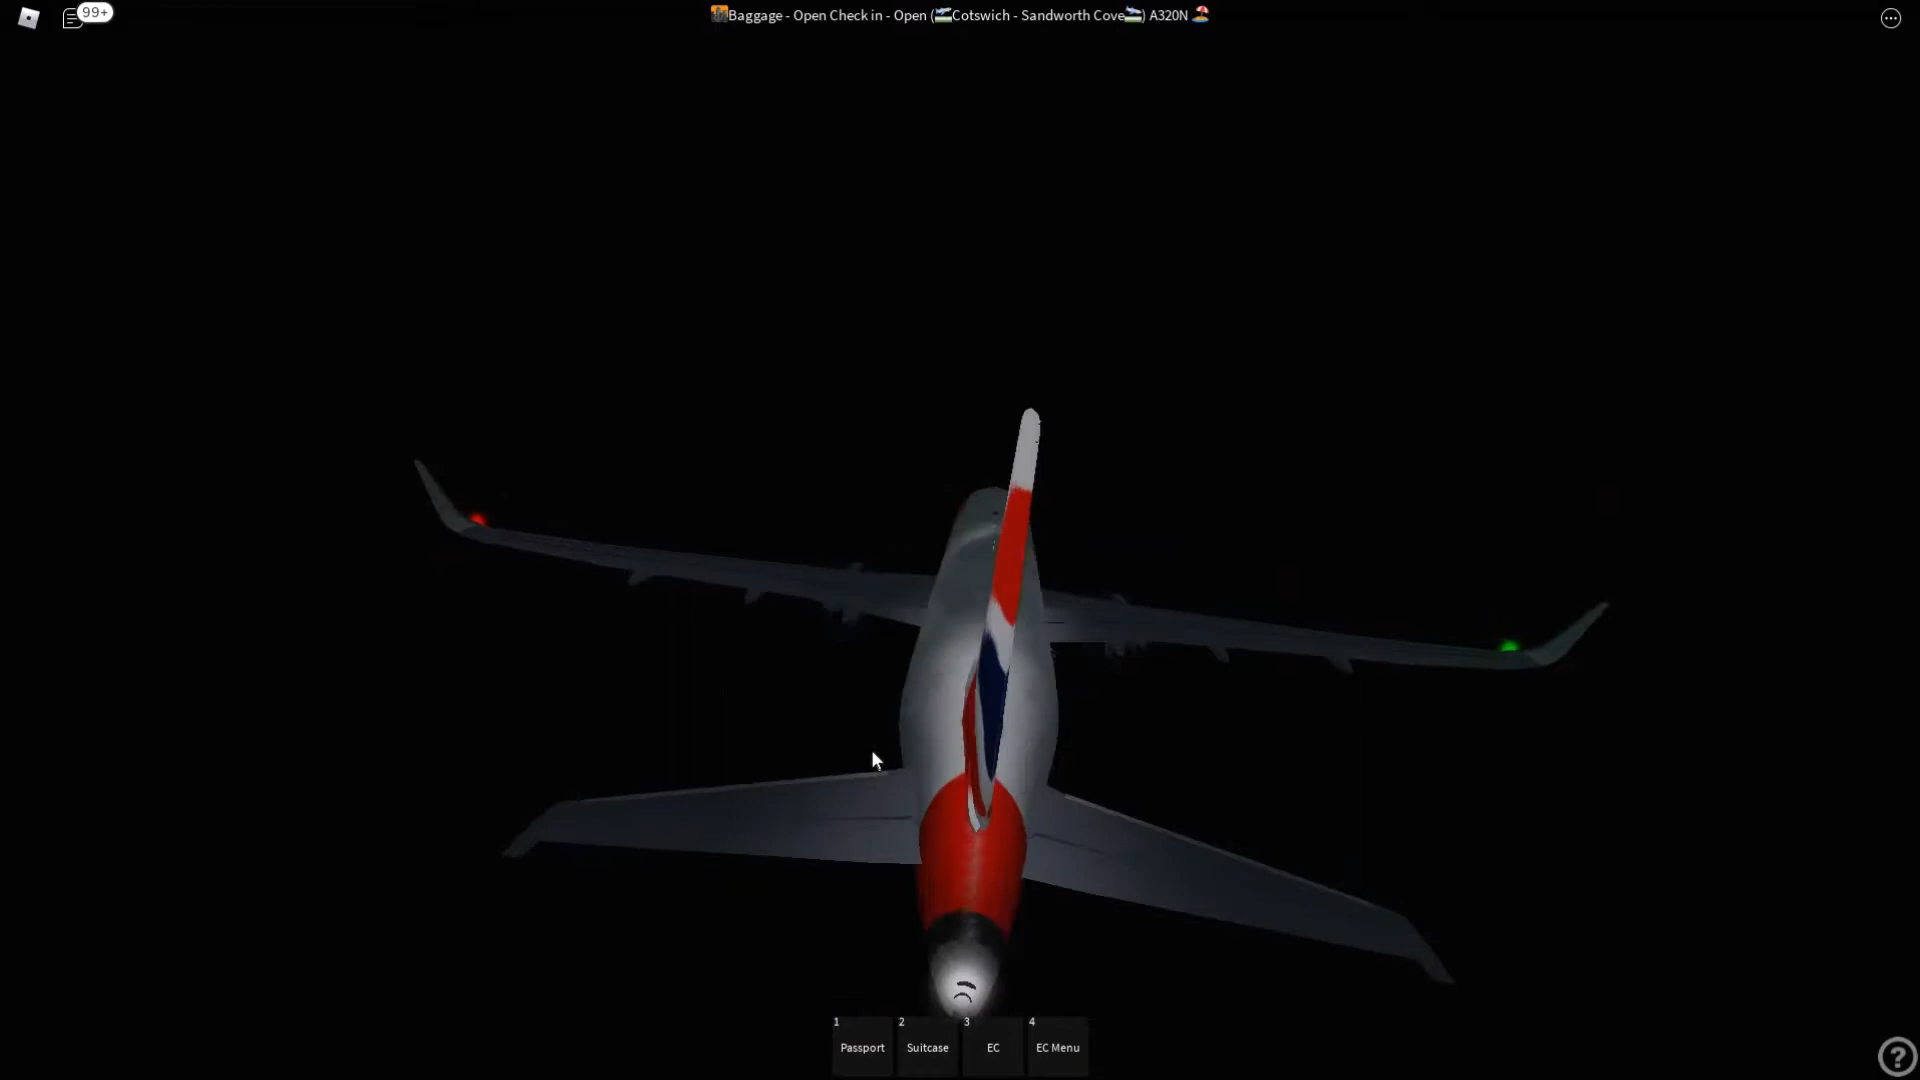 99+
🌇Baggage - Open Check in - Open (🛫Cotswich - Sandworth Cove🛬) A320N 🏖️
1 2 3 4
Passport Suitcase EC EC Menu
?